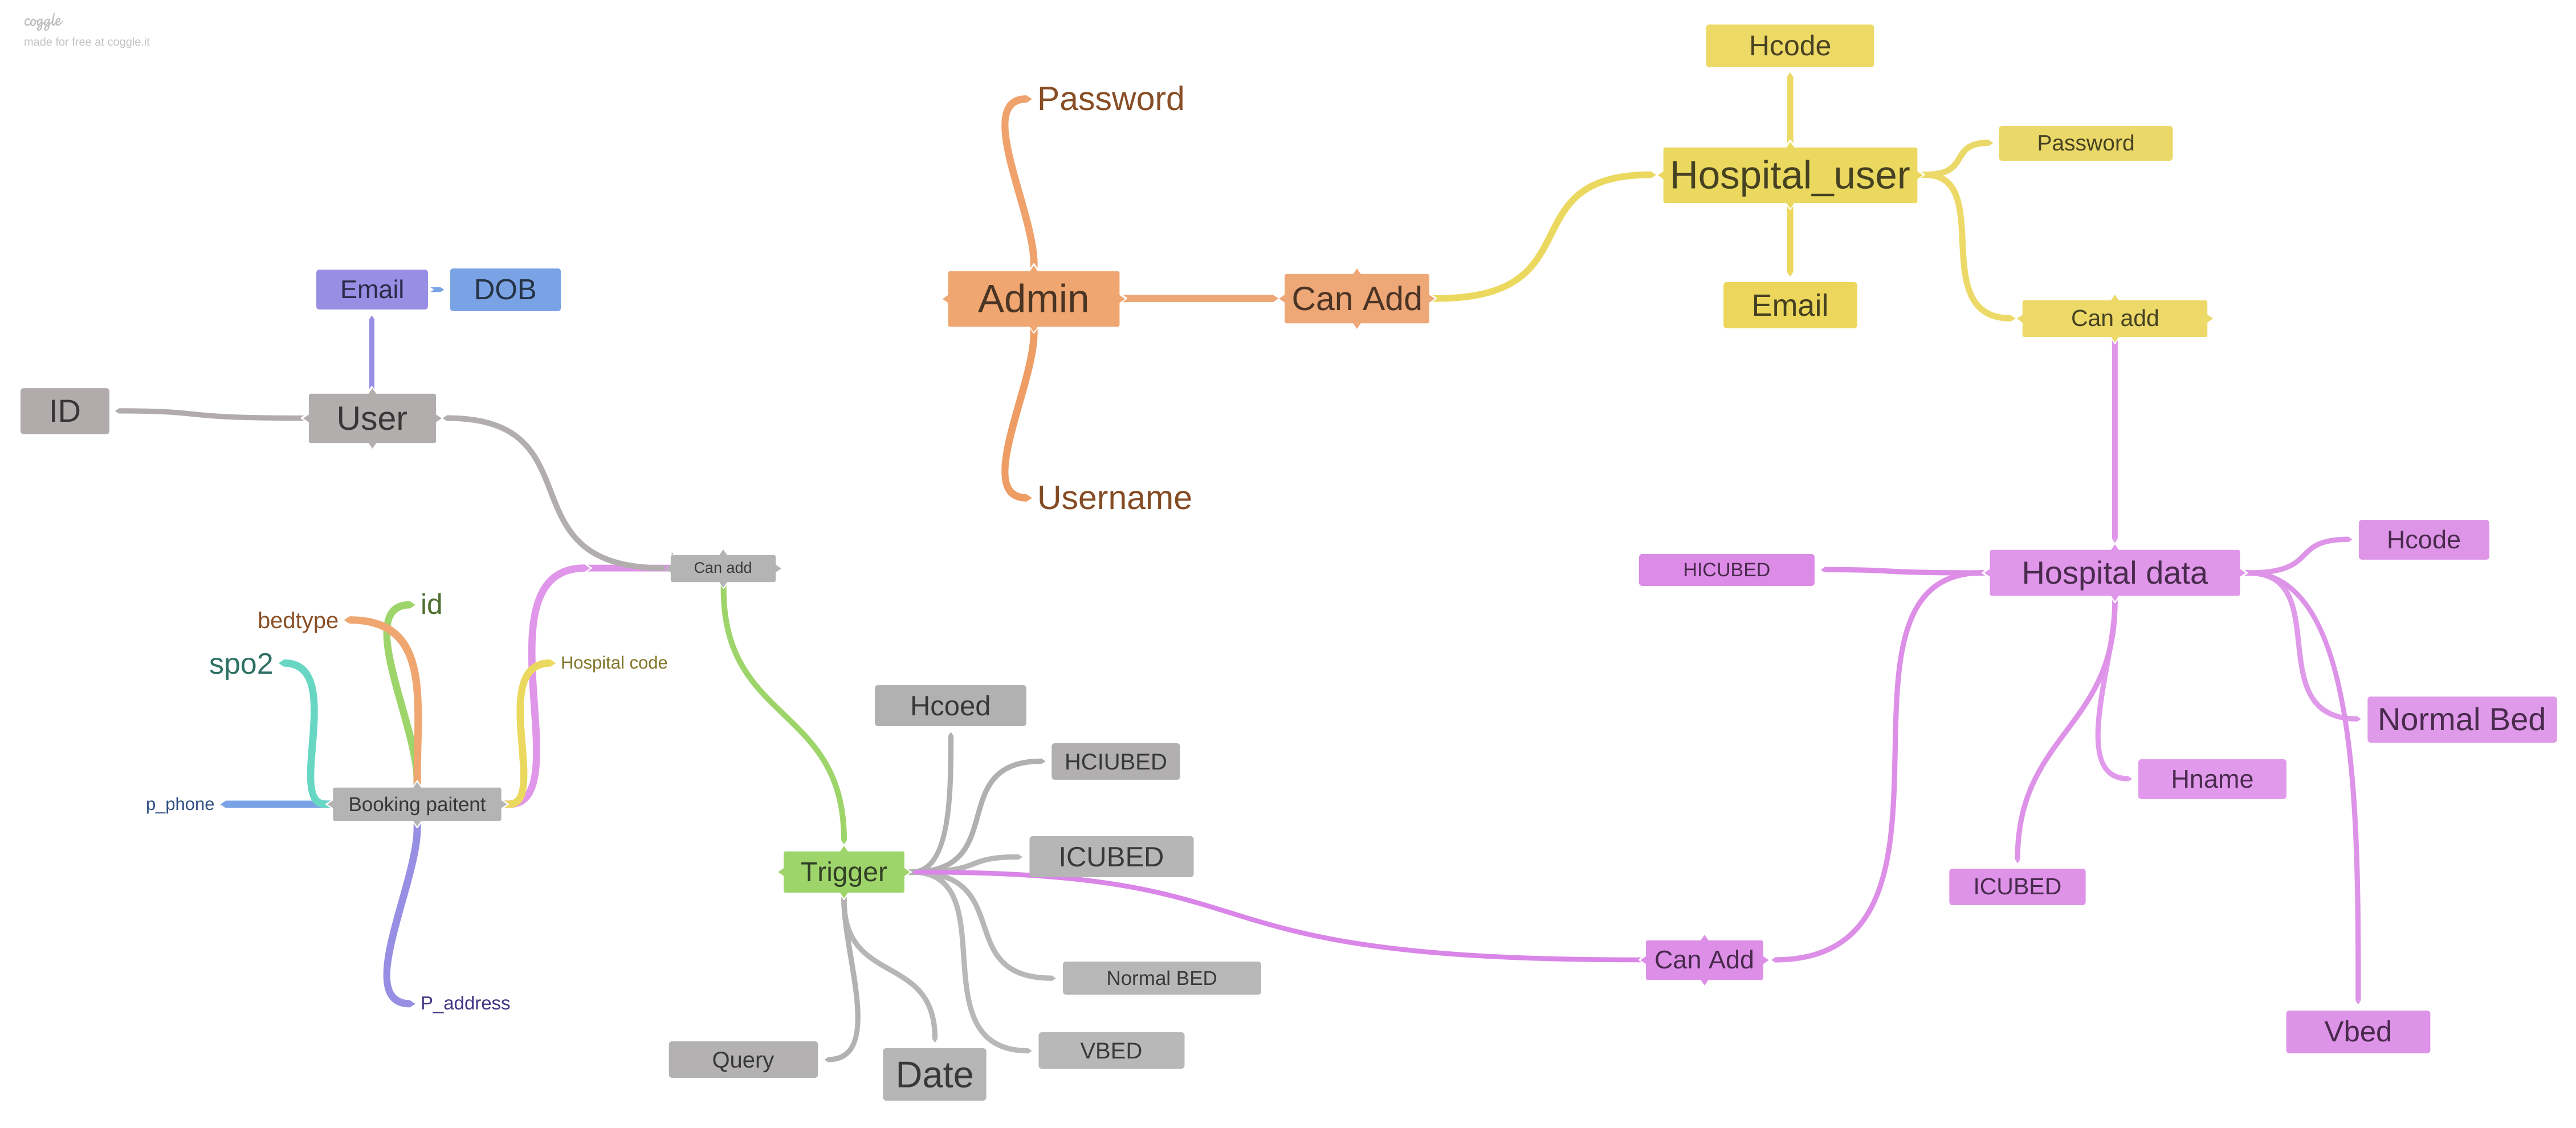 coggle
made for free at coggle.it
Hcode
Password
Password
Hospital_user
Email
DOB
Admin
Can Add
Email
Can add
ID
User
Username
Hcode
Can add
HICUBED
Hospital data
id
bedtype
spo2
Hospital code
Hcoed
Normal Bed
HCIUBED
Hname
p_phone
Booking paitent
ICUBED
Trigger
ICUBED
Can Add
Normal BED
P_address
Vbed
Query
Date
VBED